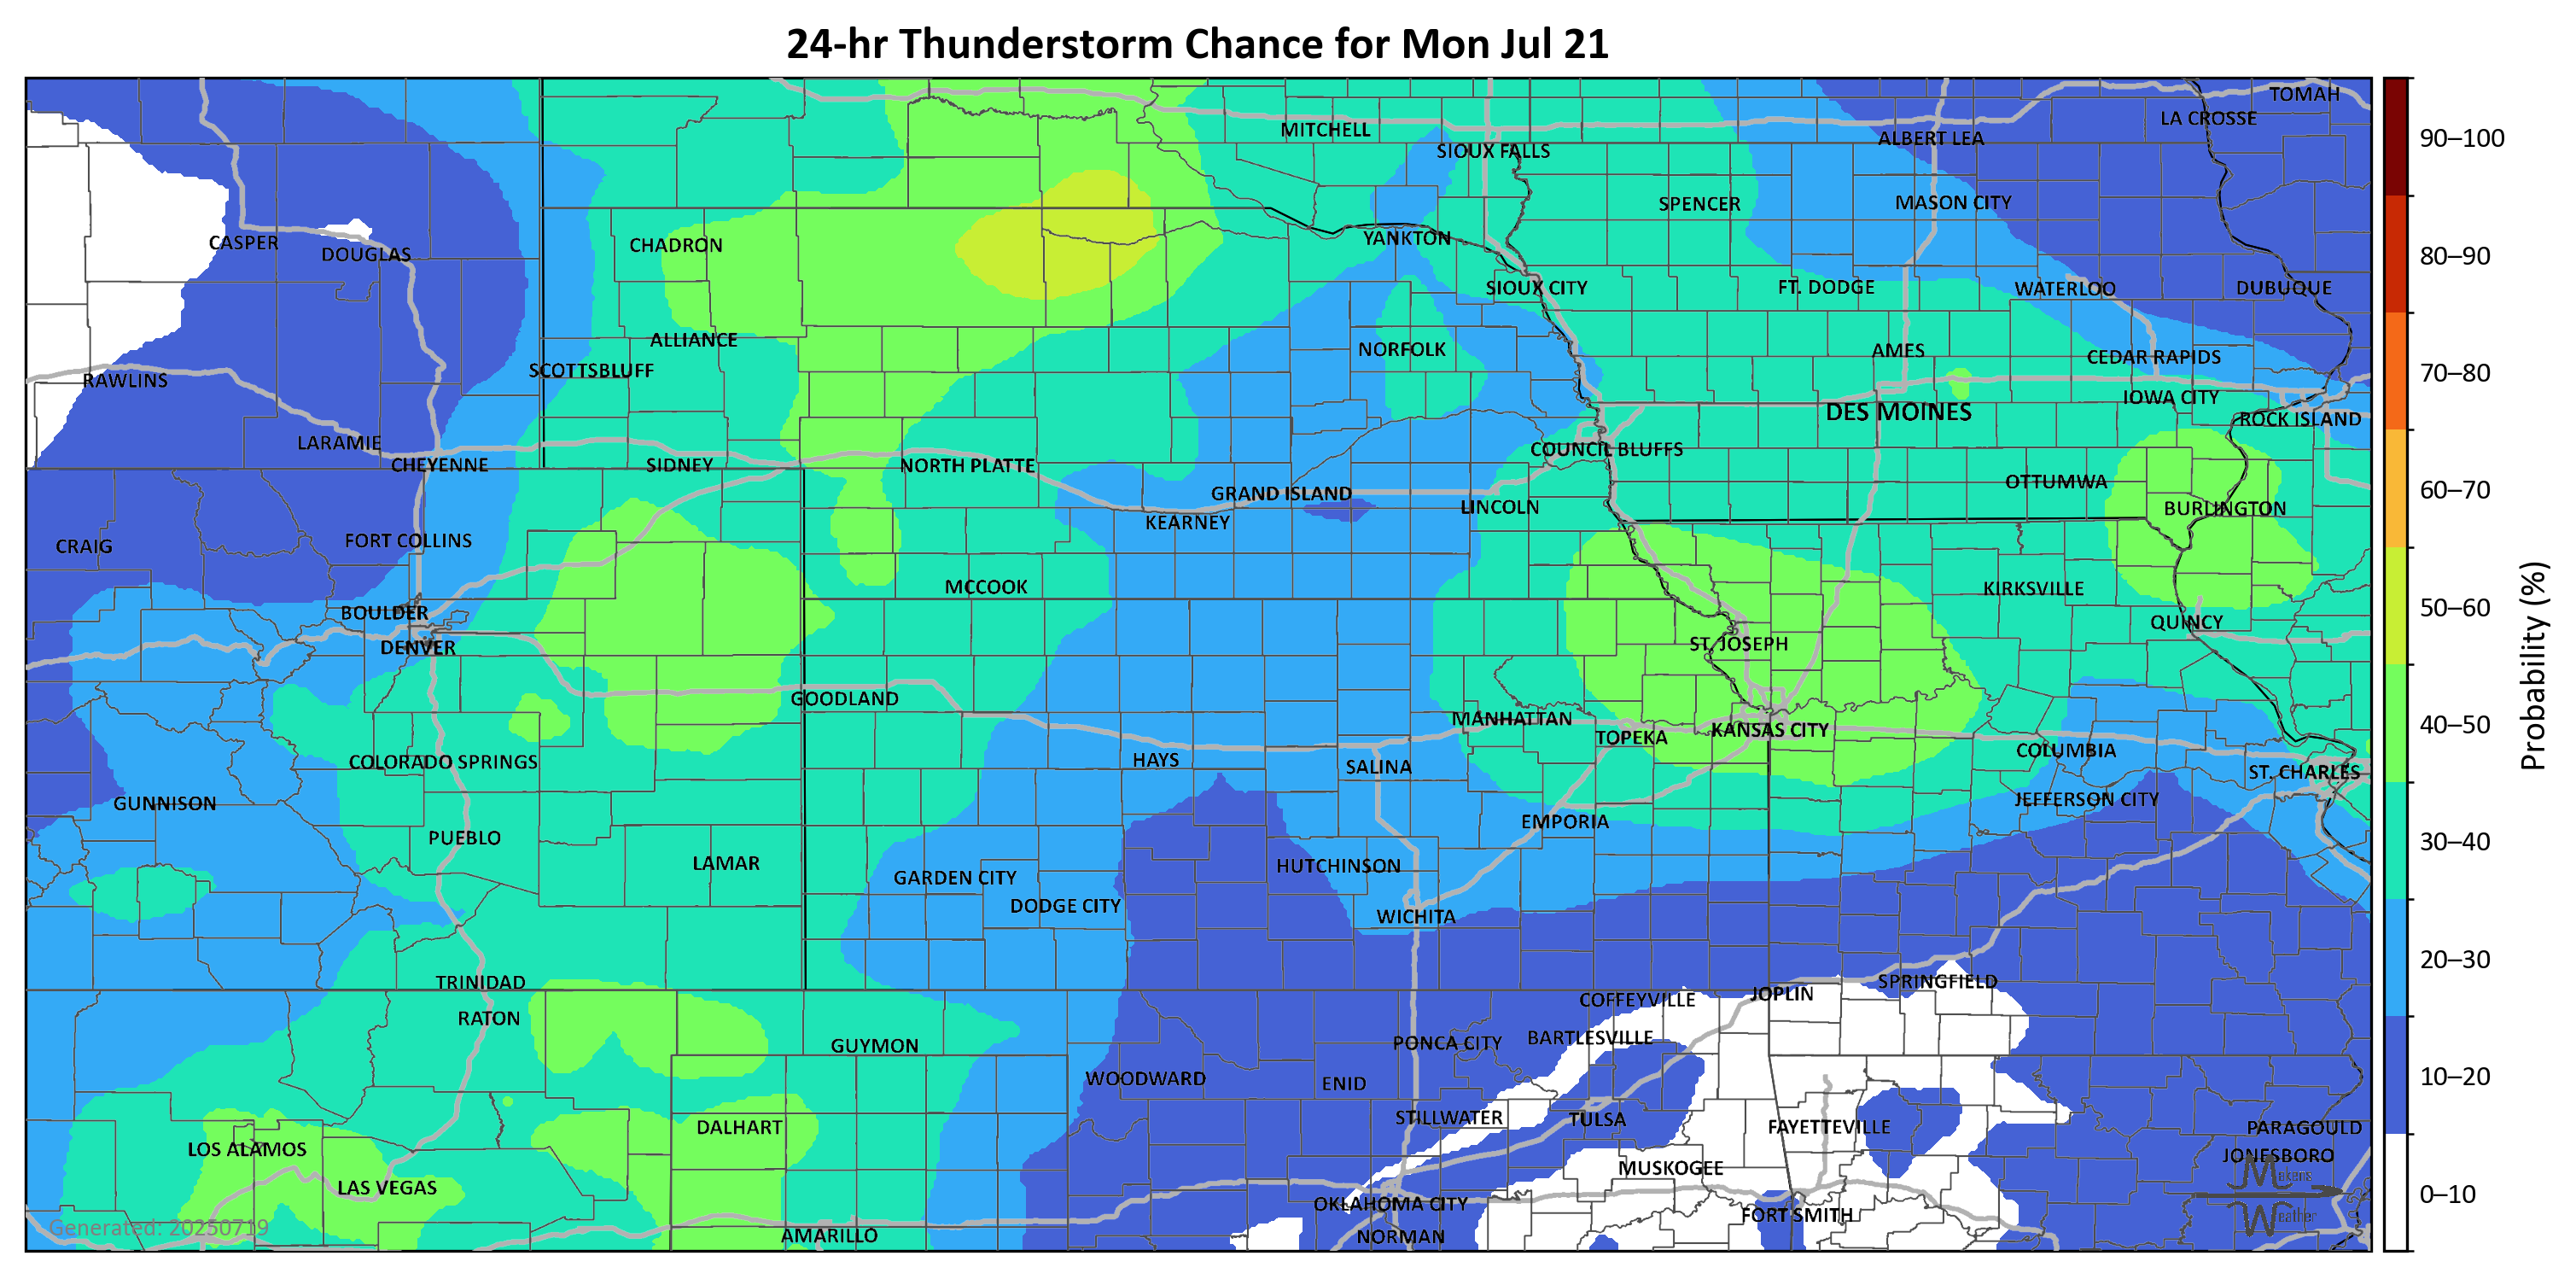 24-hr Thunderstorm Chance for Mon Jul 21
TOMAH
LA CROSSE
MITCHELL
ALBERT LEA
90–100
SIOUX FALLS
SPENCER
MASON CITY
CASPER
DOUGLAS
CHADRON
YANKTON
80–90
SIOUX CITY
FT. DODGE
WATERLOO
DUBUQUE
ALLIANCE
NORFOLK
AMES
CEDAR RAPIDS
RAWLINS
SCOTTSBLUFF
70–80
IOWA CITY
DES MOINES
ROCK ISLAND
LARAMIE
COUNCIL BLUFFS
CHEYENNE
SIDNEY
NORTH PLATTE
OTTUMWA
60–70
GRAND ISLAND
LINCOLN
BURLINGTON
KEARNEY
CRAIG
FORT COLLINS
MCCOOK
KIRKSVILLE
50–60
BOULDER
QUINCY
DENVER
ST. JOSEPH
Probability (%)
GOODLAND
MANHATTAN
40–50
KANSAS CITY
TOPEKA
COLUMBIA
COLORADO SPRINGS
HAYS
SALINA
ST. CHARLES
GUNNISON
JEFFERSON CITY
EMPORIA
PUEBLO
30–40
LAMAR
HUTCHINSON
GARDEN CITY
DODGE CITY
WICHITA
20–30
TRINIDAD
SPRINGFIELD
JOPLIN
COFFEYVILLE
RATON
BARTLESVILLE
GUYMON
PONCA CITY
WOODWARD
ENID
10–20
STILLWATER
TULSA
DALHART
FAYETTEVILLE
PARAGOULD
LOS ALAMOS
JONESBORO
MUSKOGEE
Makens
LAS VEGAS
0–10
OKLAHOMA CITY
FORT SMITH
Weather
Generated: 20250719
AMARILLO
NORMAN